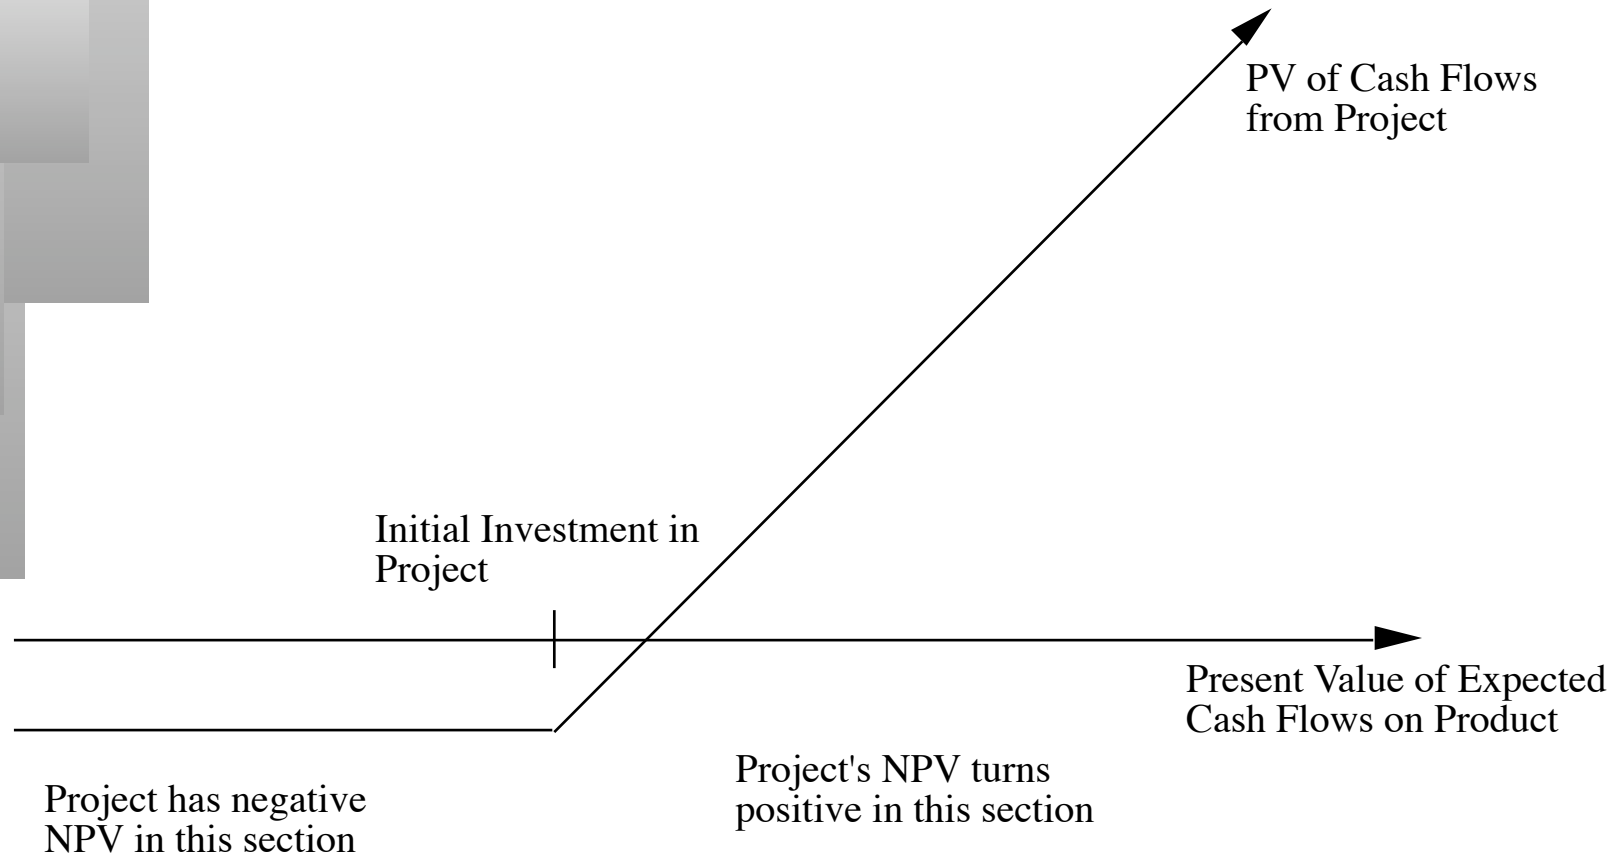 PV of Cash Flows
from Project
Initial Investment in
Project
Present Value of Expected
Cash Flows on Product
Project's NPV turns
positive in this section
Project has negative
NPV in this section